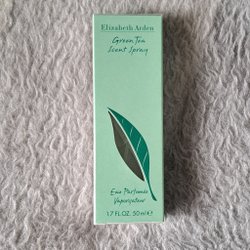 Elizabeth Arden
Green Tea
Scent Spray
Eau Parfumée
Vaporisateur
1.7 FL.OZ. 50 ml e